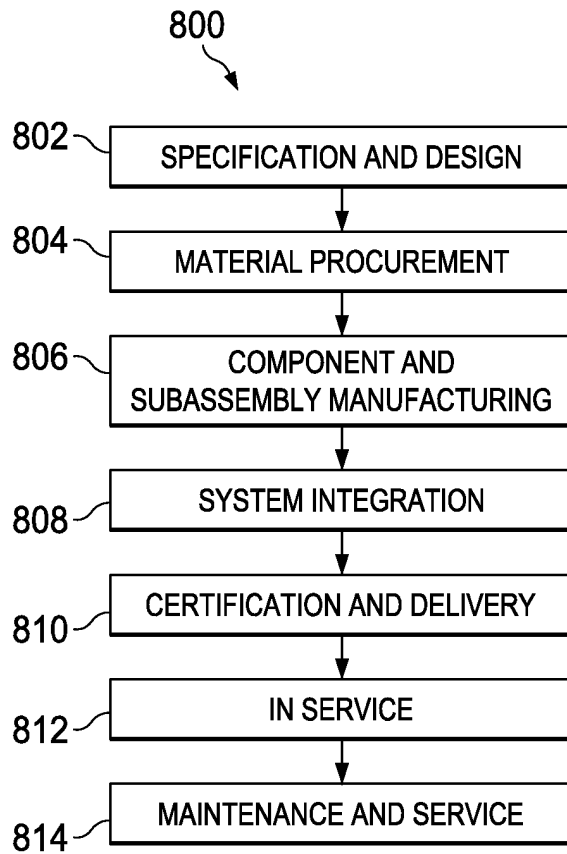 800
802
SPECIFICATION AND DESIGN
804
MATERIAL PROCUREMENT
806
COMPONENT AND
SUBASSEMBLY MANUFACTURING
808
SYSTEM INTEGRATION
810
CERTIFICATION AND DELIVERY
812
IN SERVICE
814
MAINTENANCE AND SERVICE